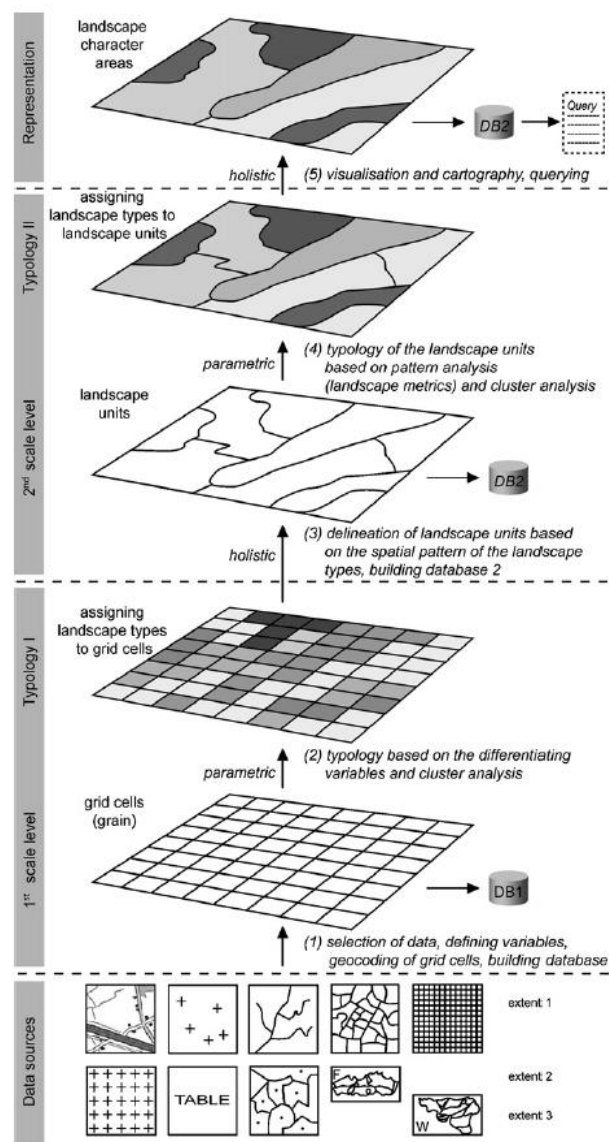 Representation
landscape
character
areas
DB2
Query
holistic
(5) visualisation and cartography, querying
Typology II
assigning
landscape types to
landscape units
parametric
(4) typology of the landscape units
based on pattern analysis
(landscape metrics) and cluster analysis
2nd scale level
landscape
units
DB2
holistic
(3) delineation of landscape units based
on the spatial pattern of the landscape
types, building database 2
Typology I
assigning
landscape types
to grid cells
parametric
(2) typology based on the differentiating
variables and cluster analysis
1st scale level
grid cells
(grain)
DB1
(1) selection of data, defining variables,
geocoding of grid cells, building database
Data sources
extent 1
TABLE
F
extent 2
W
extent 3